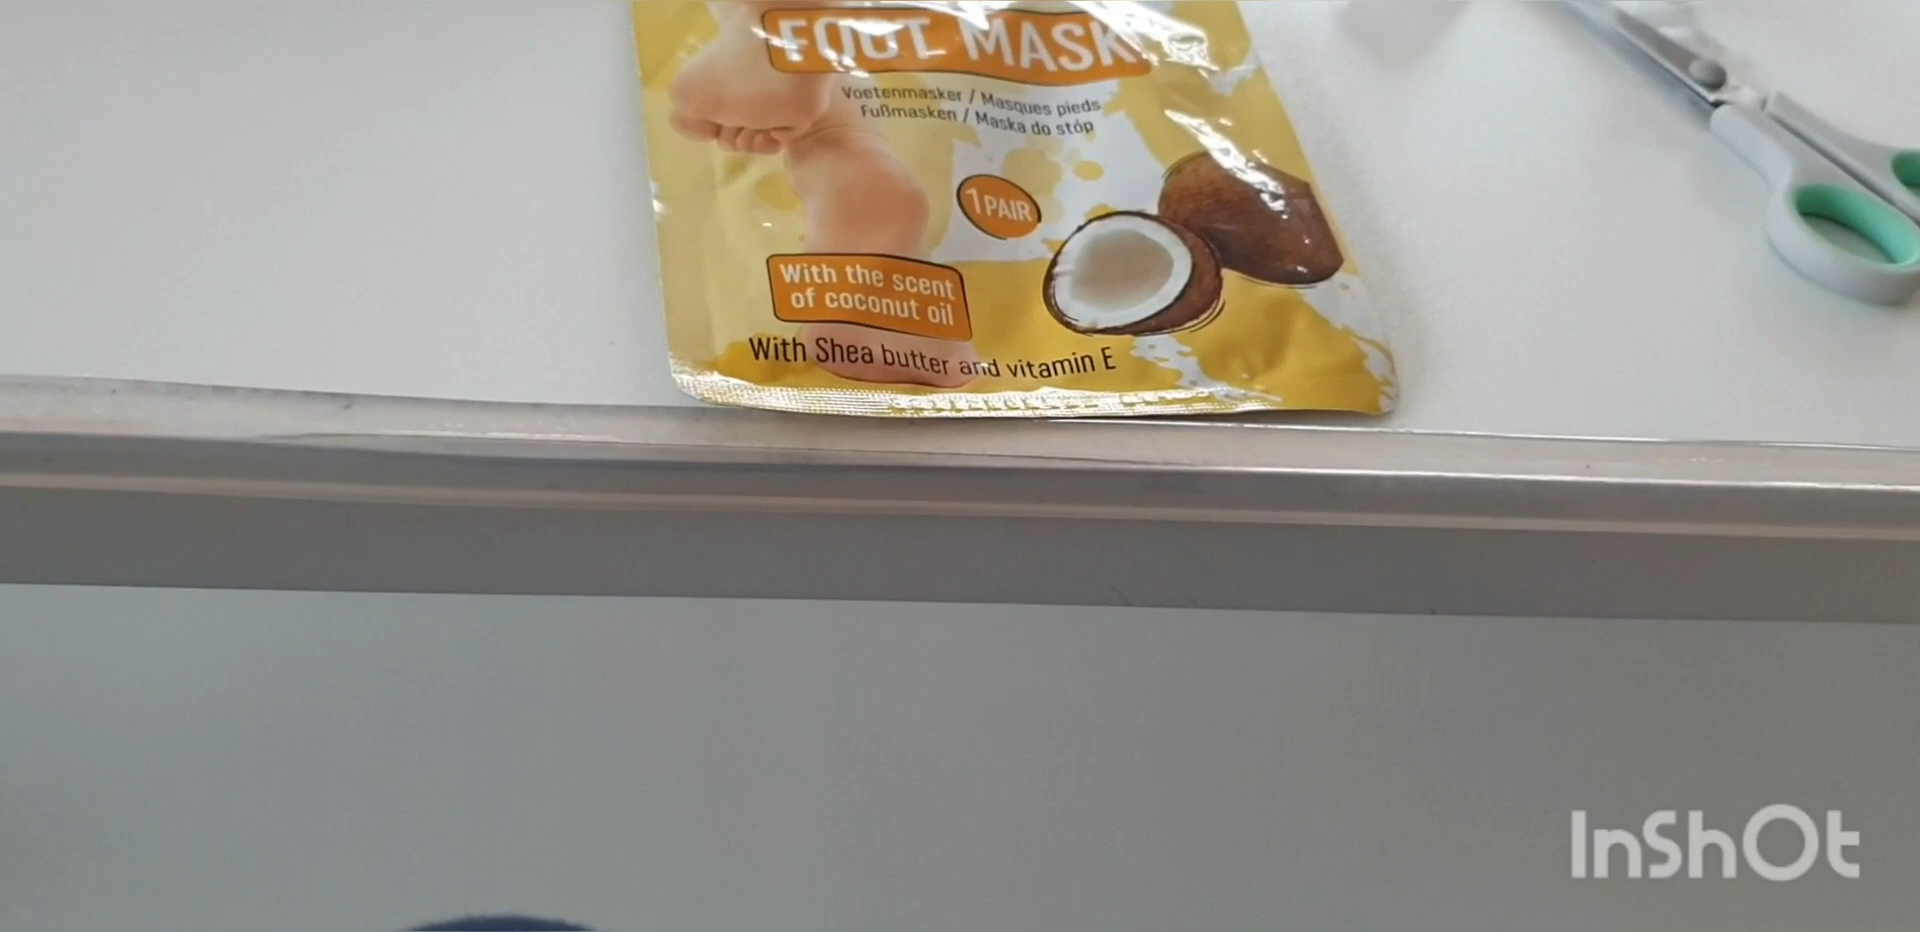 FOOT MASK
Voetenmasker / Masques pieds
Fußmasken / Maska do stóp
1 PAIR
With the scent
of coconut oil
With Shea butter and vitamin E
InShOt